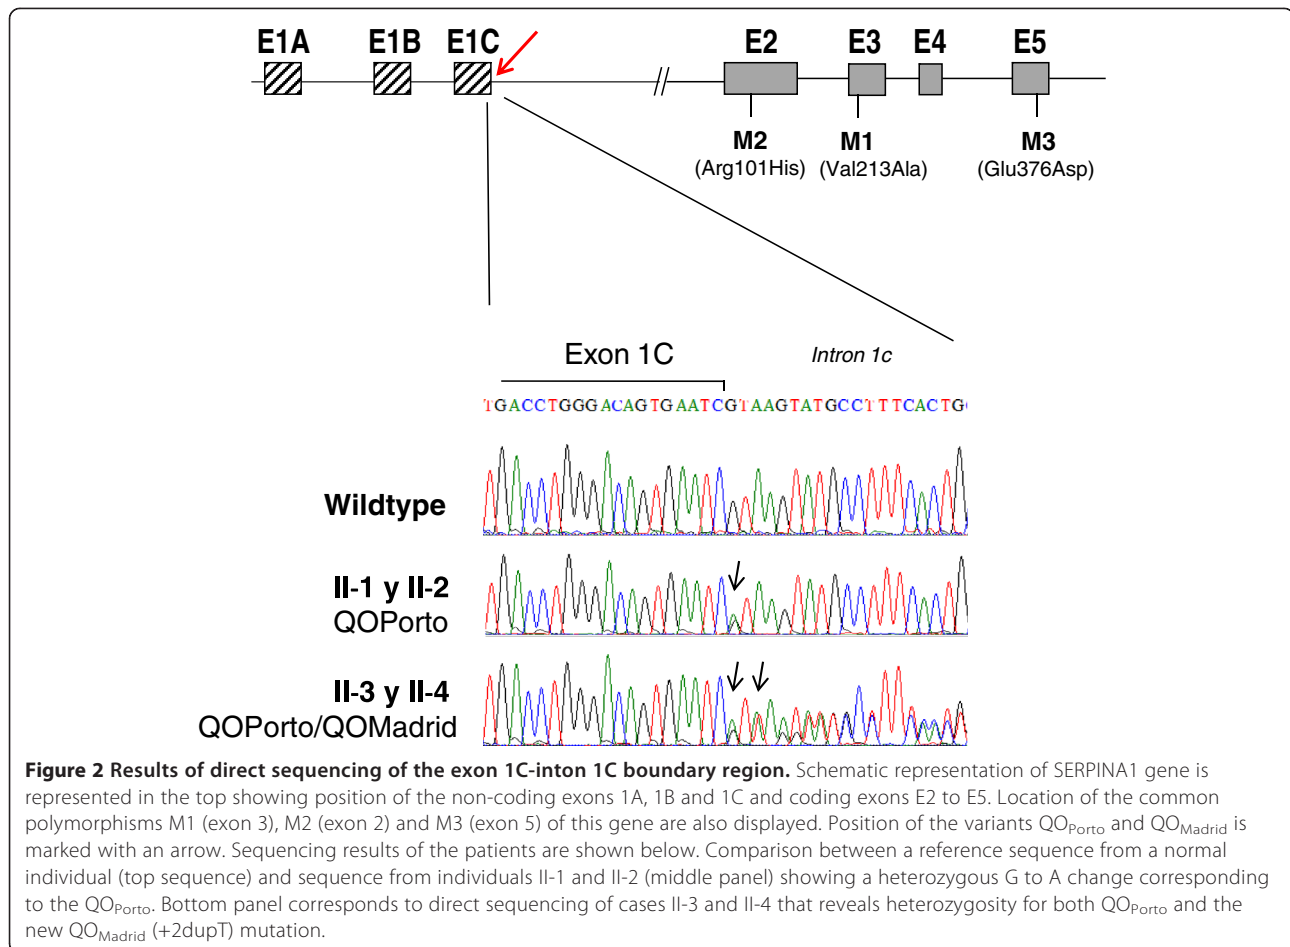 E1A E1B E1C E2 E3 E4 E5
//
M2 M1 M3
(Arg101His) (Val213Ala) (Glu376Asp)
Exon 1C Intron 1c
TGACCTGGGACAGTGAATCGTAAGTATGCCTTTCACTG
Wildtype
II-1 y II-2
QOPorto
II-3 y II-4
QOPorto/QOMadrid
Figure 2 Results of direct sequencing of the exon 1C-inton 1C boundary region. Schematic representation of SERPINA1 gene is
represented in the top showing position of the non-coding exons 1A, 1B and 1C and coding exons E2 to E5. Location of the common
polymorphisms M1 (exon 3), M2 (exon 2) and M3 (exon 5) of this gene are also displayed. Position of the variants QOPorto and QOMadrid is
marked with an arrow. Sequencing results of the patients are shown below. Comparison between a reference sequence from a normal
individual (top sequence) and sequence from individuals II-1 and II-2 (middle panel) showing a heterozygous G to A change corresponding
to the QOPorto. Bottom panel corresponds to direct sequencing of cases II-3 and II-4 that reveals heterozygosity for both QOPorto and the
new QOMadrid (+2dupT) mutation.